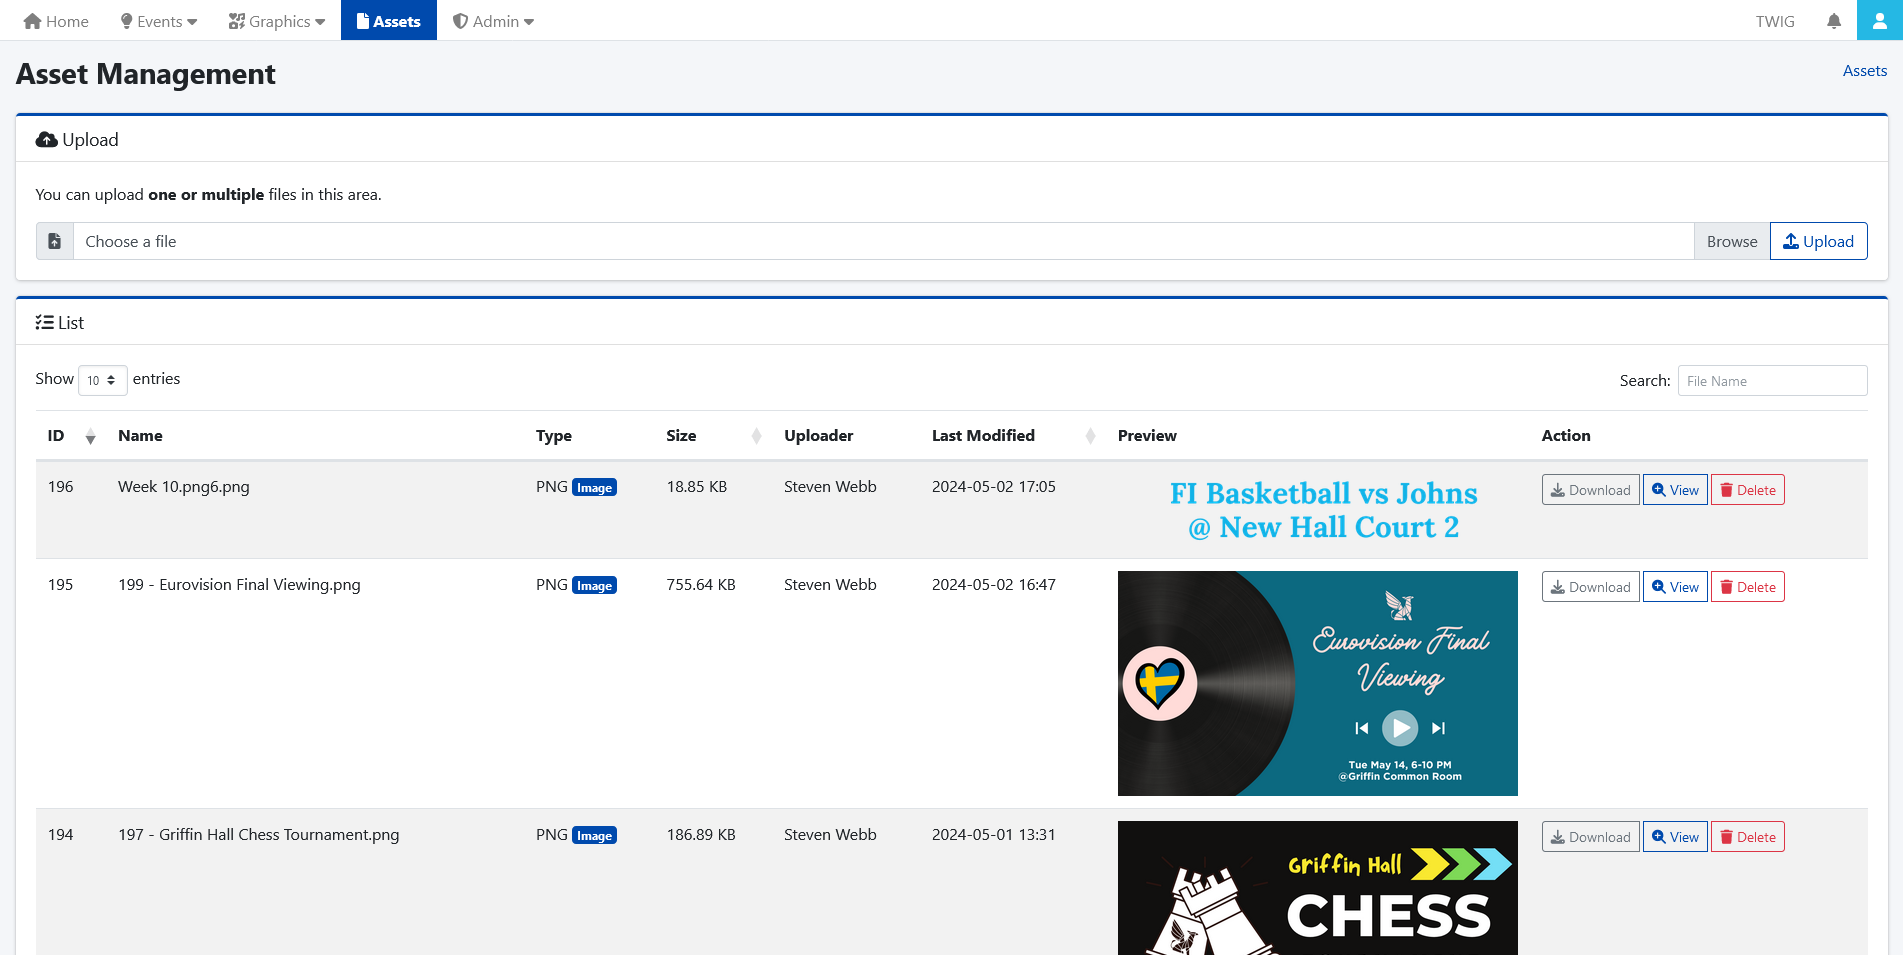 Home Events Graphics Assets Admin TWIG
Asset Management
Assets
Upload
You can upload one or multiple files in this area.
Choose a file Browse Upload
List
Show 10 entries
Search: File Name
ID Name Type Size Uploader Last Modified Preview Action
196 Week 10.png6.png PNG Image 18.85 KB Steven Webb 2024-05-02 17:05 FI Basketball vs Johns Download View Delete
@ New Hall Court 2
195 199 - Eurovision Final Viewing.png PNG Image 755.64 KB Steven Webb 2024-05-02 16:47 Download View Delete
Eurovision Final
Viewing
Tue May 14, 6-10 PM
@Griffin Common Room
194 197 - Griffin Hall Chess Tournament.png PNG Image 186.89 KB Steven Webb 2024-05-01 13:31 Download View Delete
Griffin Hall
CHESS